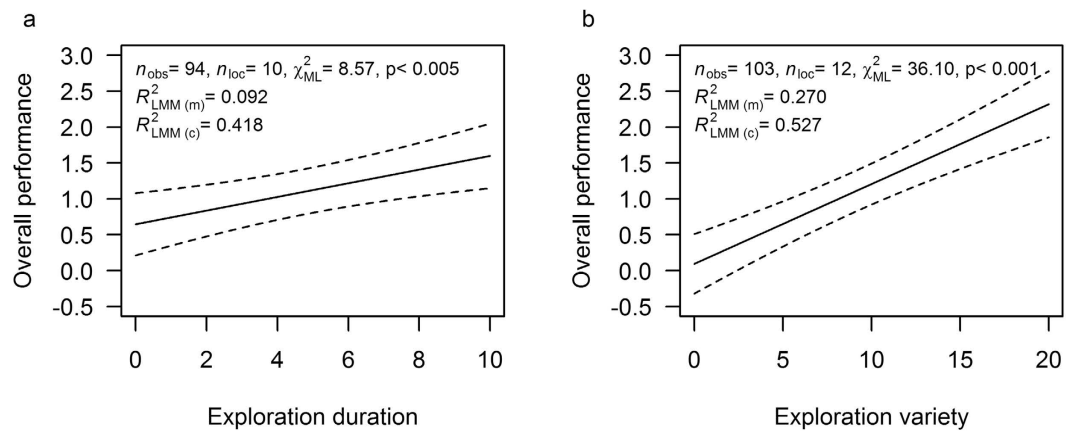 a
3.0
2.5
2.0
1.5
1.0
0.5
0.0
-0.5
Overall performance
n_obs= 94, n_loc= 10, χ²_ML= 8.57, p< 0.005
R²_LMM (m) = 0.092
R²_LMM (c) = 0.418
0 2 4 6 8 10
Exploration duration
b
3.0
2.5
2.0
1.5
1.0
0.5
0.0
-0.5
Overall performance
n_obs= 103, n_loc= 12, χ²_ML= 36.10, p< 0.001
R²_LMM (m) = 0.270
R²_LMM (c) = 0.527
0 5 10 15 20
Exploration variety